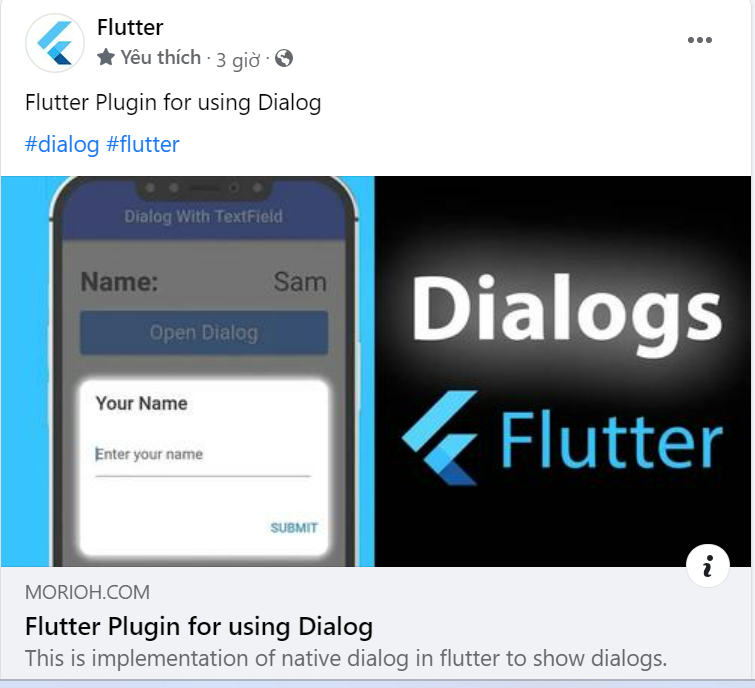 Flutter
Yêu thích · 3 giờ ·
Flutter Plugin for using Dialog
#dialog #flutter
Dialog With TextField
Name: Sam
Open Dialog
Your Name
Enter your name
SUBMIT
Dialogs
Flutter
MORIOH.COM
Flutter Plugin for using Dialog
This is implementation of native dialog in flutter to show dialogs.